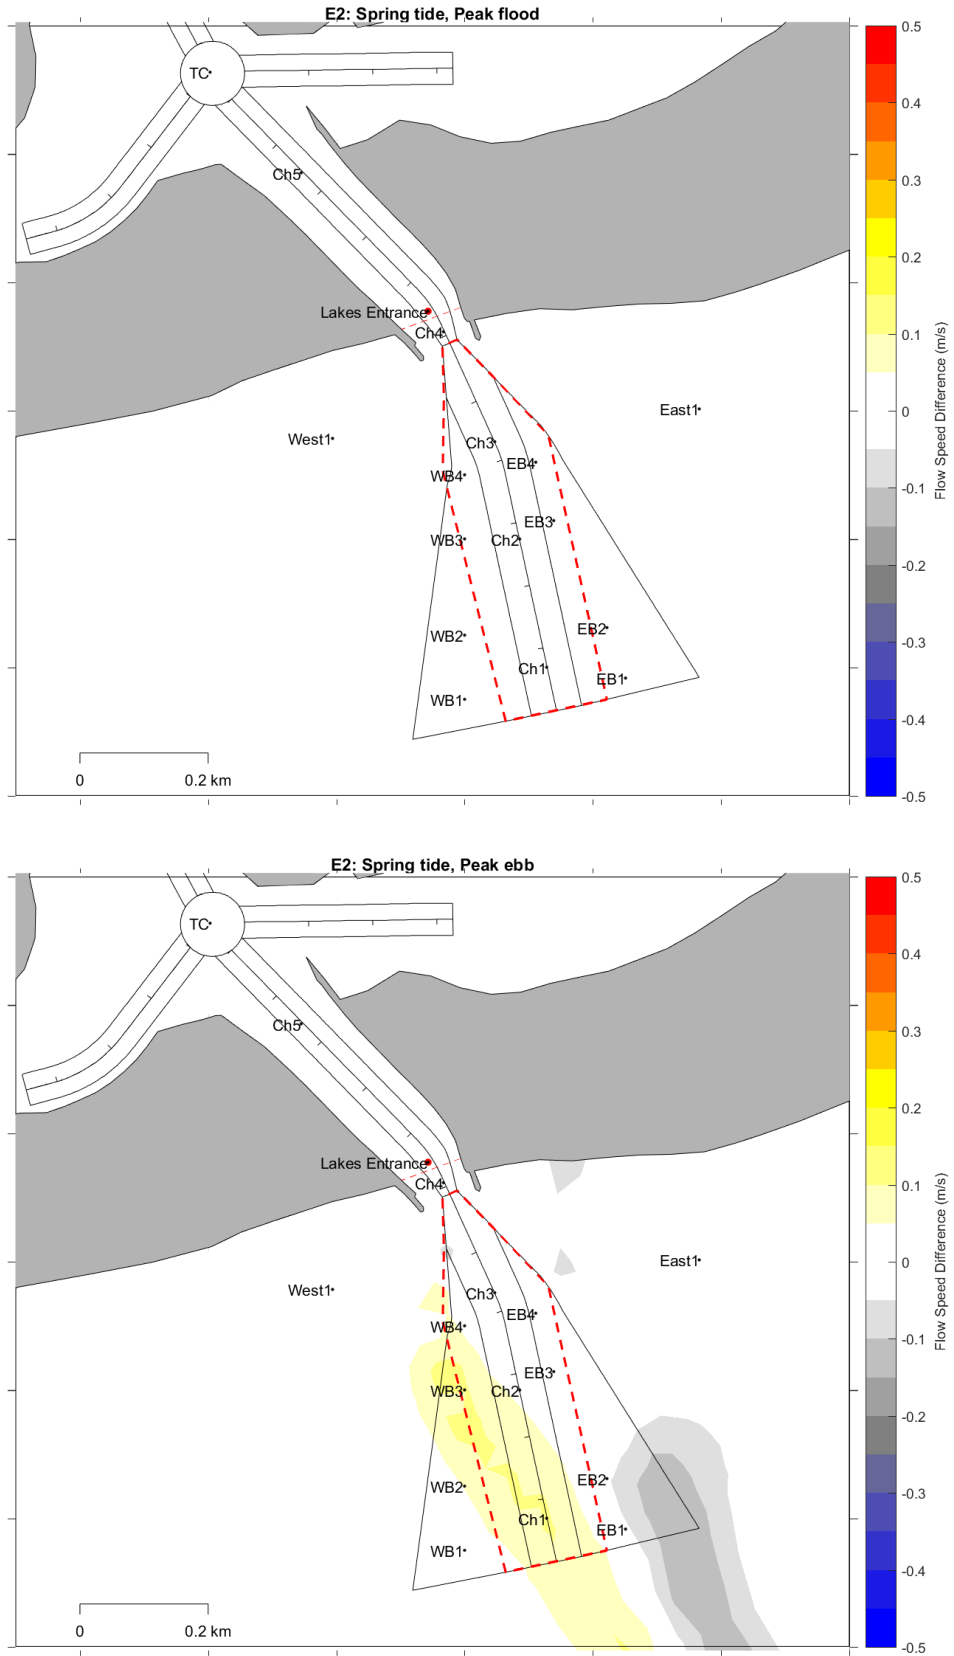 E2: Spring tide, Peak flood
TC
Ch5
Lakes Entrance
Ch4
East1
West1
Ch3
EB4
WB4
EB3
WB3
Ch2
EB2
WB2
Ch1
EB1
WB1
0
0.2 km
0.5
0.4
0.3
0.2
0.1
0
-0.1
-0.2
-0.3
-0.4
-0.5
Flow Speed Difference (m/s)
E2: Spring tide, Peak ebb
TC
Ch5
Lakes Entrance
Ch4
East1
West1
Ch3
EB4
WB4
EB3
WB3
Ch2
EB2
WB2
Ch1
EB1
WB1
0
0.2 km
0.5
0.4
0.3
0.2
0.1
0
-0.1
-0.2
-0.3
-0.4
-0.5
Flow Speed Difference (m/s)